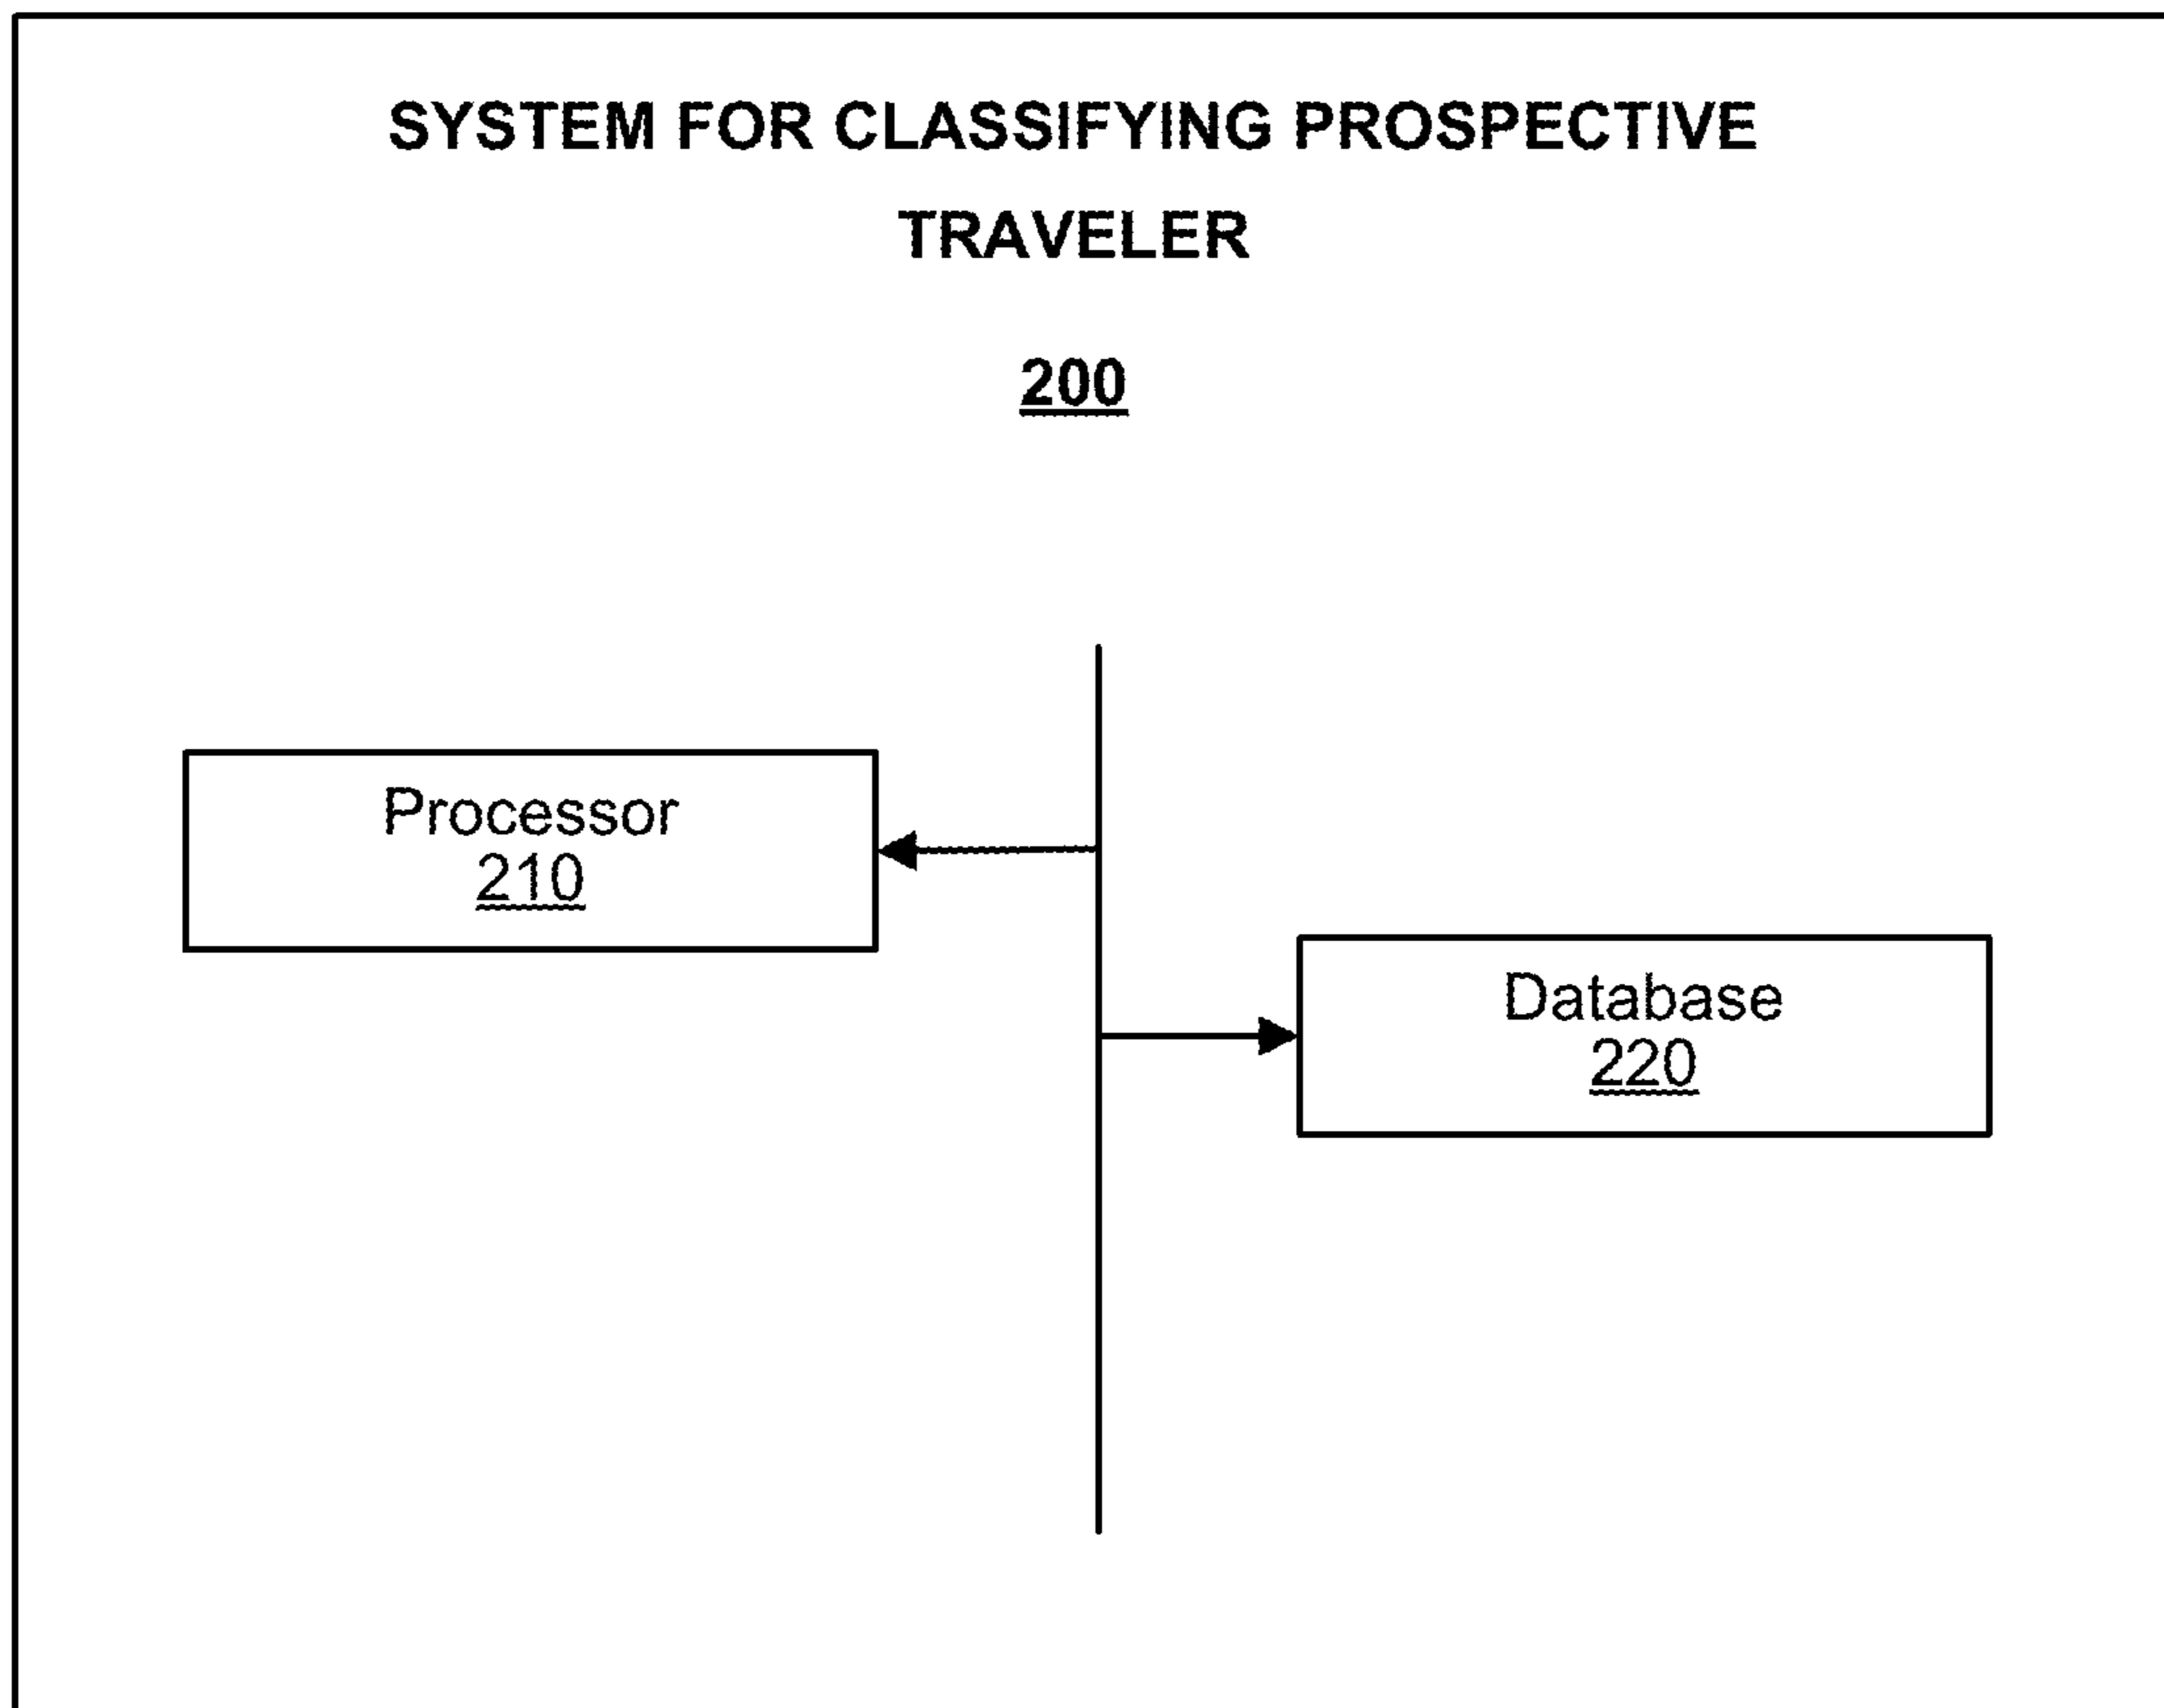 SYSTEM FOR CLASSIFYING PROSPECTIVE
TRAVELER
200
Processor
210
Database
220